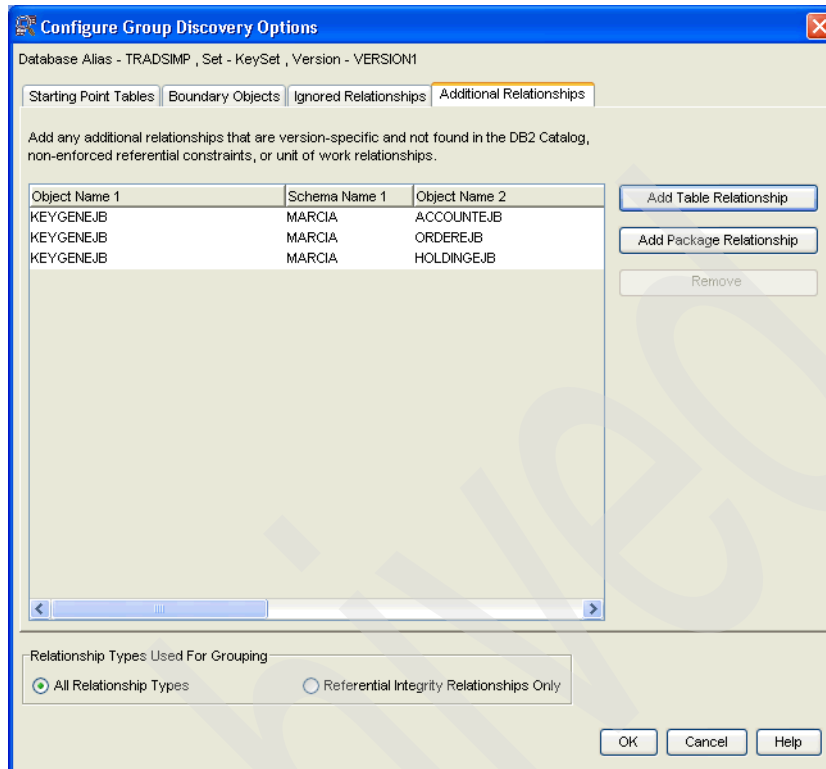 Configure Group Discovery Options
Database Alias - TRADSIMP , Set - KeySet , Version - VERSION1
Starting Point Tables Boundary Objects Ignored Relationships Additional Relationships
Add any additional relationships that are version-specific and not found in the DB2 Catalog,
non-enforced referential constraints, or unit of work relationships.
Object Name 1 Schema Name 1 Object Name 2
KEYGENEJB MARCIA ACCOUNTEJB
KEYGENEJB MARCIA ORDEREJB
KEYGENEJB MARCIA HOLDINGEJB
Add Table Relationship
Add Package Relationship
Remove
Relationship Types Used For Grouping
All Relationship Types Referential Integrity Relationships Only
OK Cancel Help